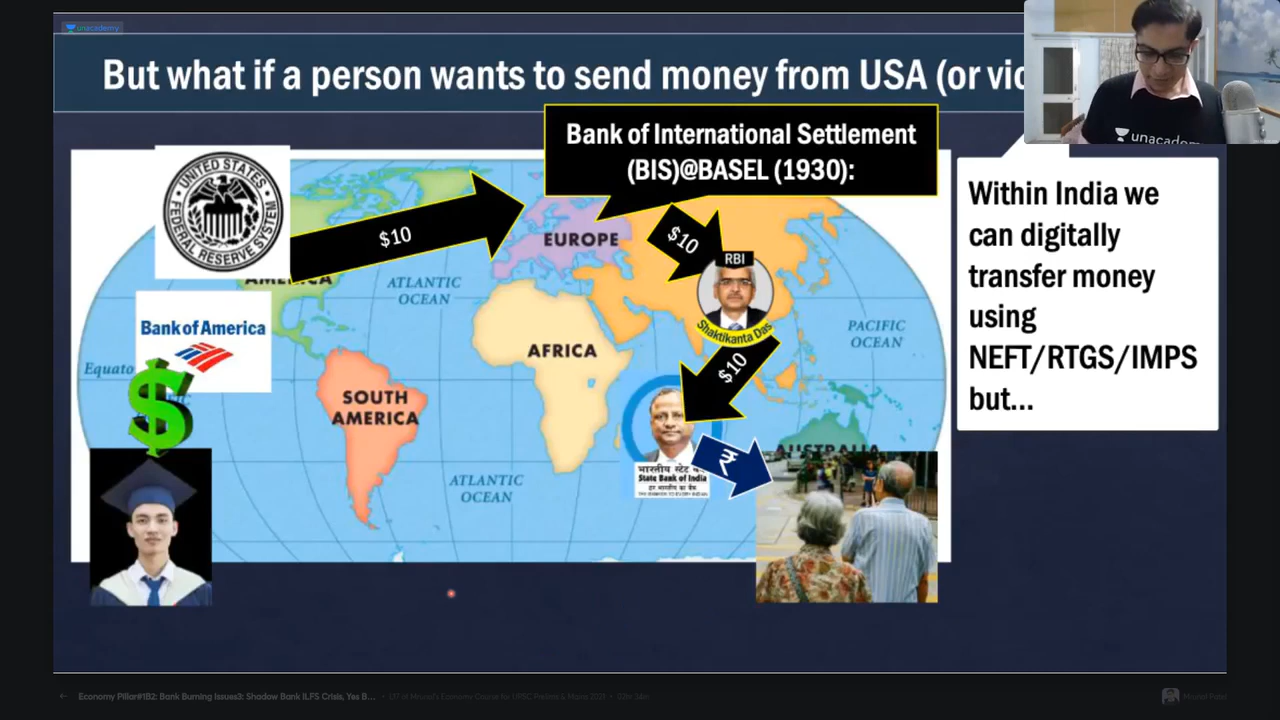 unacademy
But what if a person wants to send money from USA (or vic
unacademy
Bank of International Settlement
(BIS)@BASEL (1930):
Within India we
can digitally
transfer money
using
NEFT/RTGS/IMPS
but...
UNITED STATES
FEDERAL RESERVE SYSTEM
$10
$10
RBI
EUROPE
AMERICA
ATLANTIC
OCEAN
Shaktikanta Das
PACIFIC
OCEAN
Bank of America
AFRICA
$10
Equato
SOUTH
AMERICA
$
AUSTRALIA
₹
भारतीय स्टेट
State Bank of India
ATLANTIC
OCEAN
Economy Pillar#1B2: Bank Burning Issues3: Shadow Bank ILFS Crisis, Yes B...